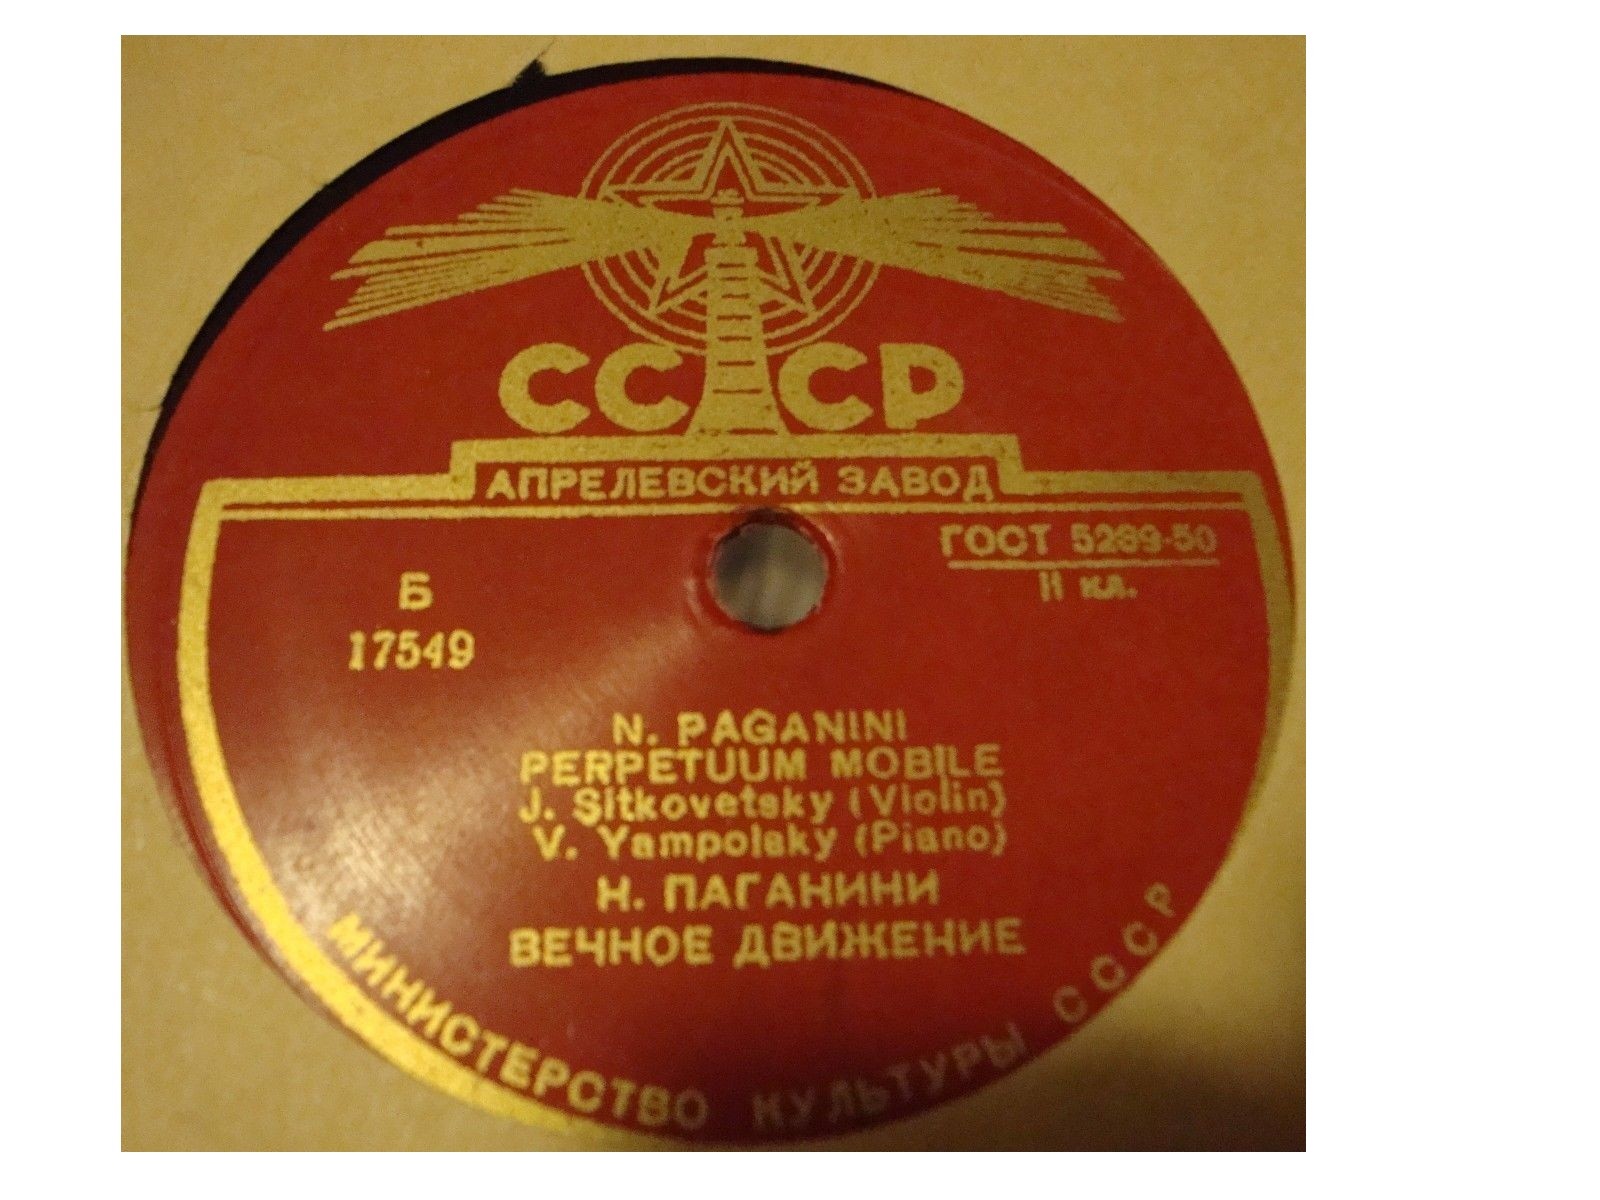 СССР
АПРЕЛЕВСКИЙ ЗАВОД
ГОСТ 5289-50
II кл.
Б
17549
N. PAGANINI
PERPETUUM MOBILE
J. Sitkovetsky (Violin)
V. Yampolsky (Piano)
Н. ПАГАНИНИ
ВЕЧНОЕ ДВИЖЕНИЕ
МИНИСТЕРСТВО КУЛЬТУРЫ СССР